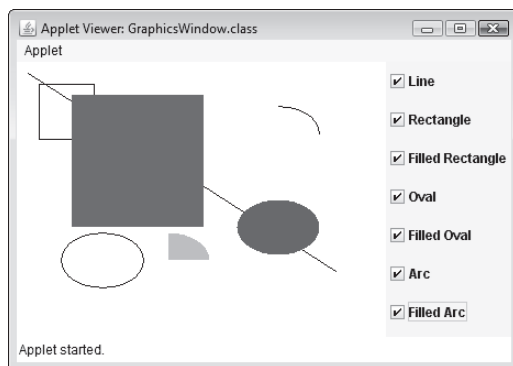 Applet Viewer: GraphicsWindow.class
Applet
Line
Rectangle
Filled Rectangle
Oval
Filled Oval
Arc
Filled Arc
Applet started.